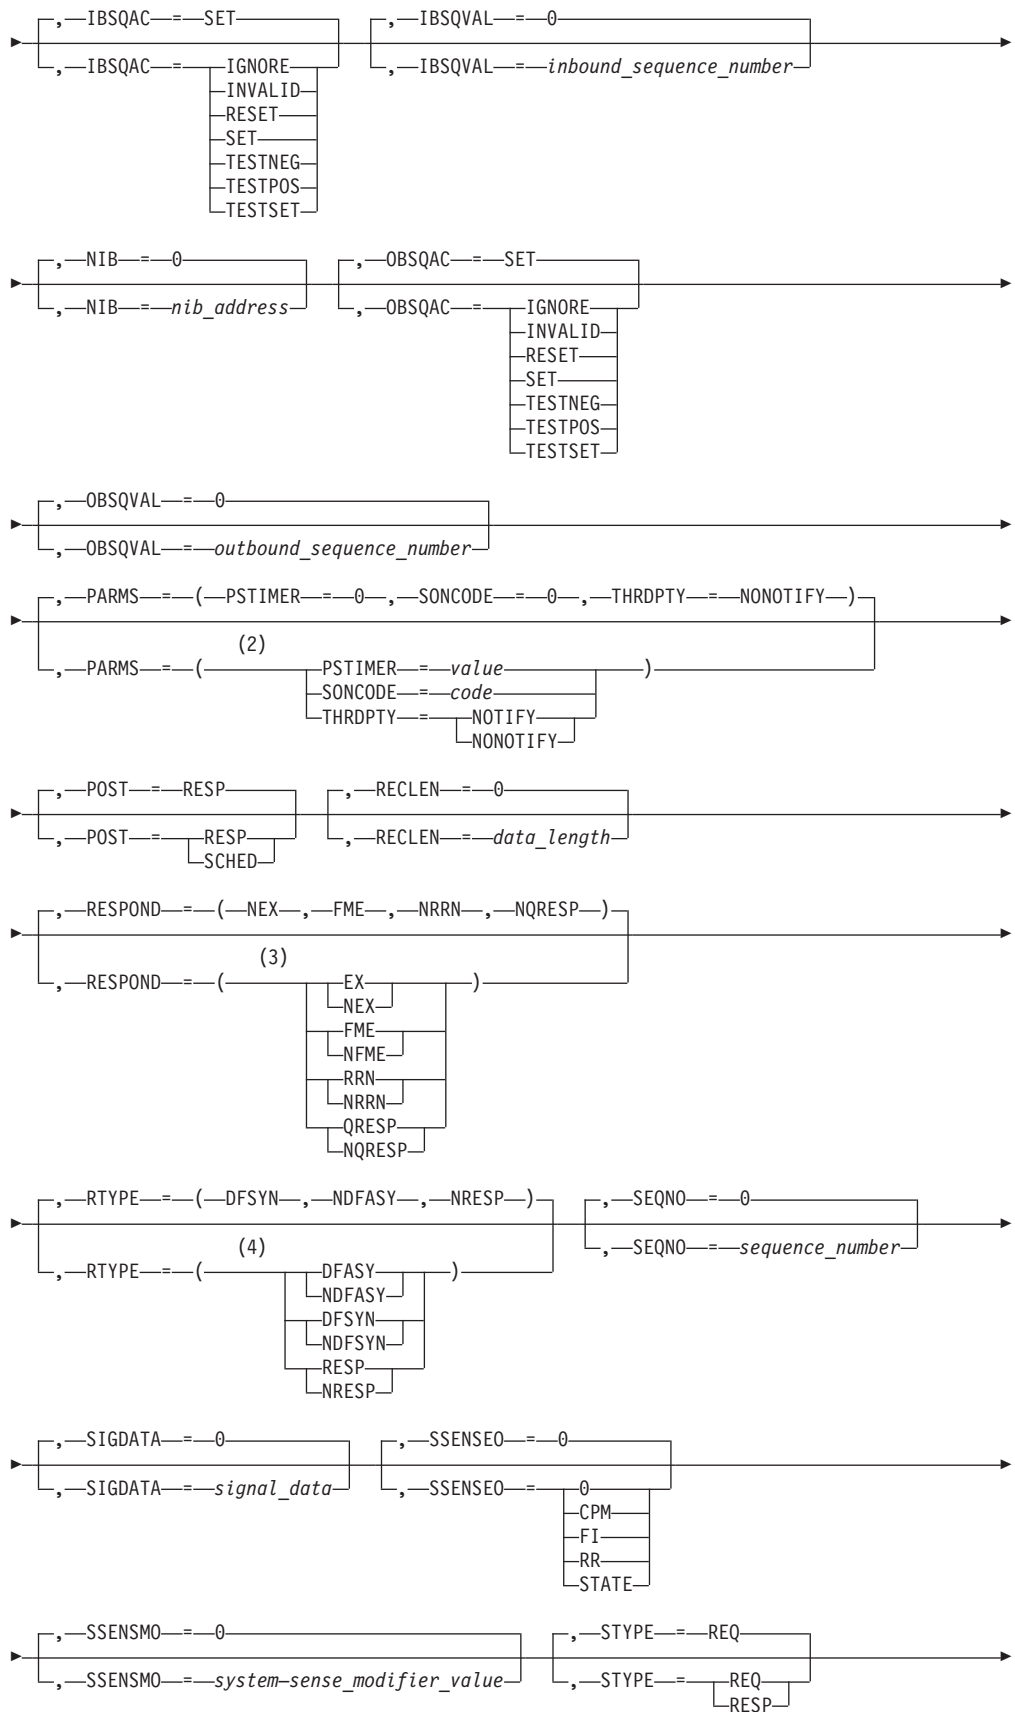 , IBSQAC = SET , IBSQVAL = 0
, IBSQAC = IGNORE , IBSQVAL = inbound_sequence_number
INVALID
RESET
SET
TESTNEG
TESTPOS
TESTSET
, NIB = 0 , OBSQAC = SET
, NIB = nib_address , OBSQAC = IGNORE
INVALID
RESET
SET
TESTNEG
TESTPOS
TESTSET
, OBSQVAL = 0
, OBSQVAL = outbound_sequence_number
, PARMS = ( PSTIMER = 0 , SONCODE = 0 , THRDPTY = NONOTIFY )
(2)
, PARMS = ( PSTIMER = value )
SONCODE = code
THRDPTY = NOTIFY
NONOTIFY
, POST = RESP , RECLEN = 0
, POST = RESP , RECLEN = data_length
SCHED
, RESPOND = ( NEX , FME , NRRN , NQRESP )
(3)
, RESPOND = ( EX )
NEX
FME
NFME
RRN
NRRN
QRESP
NQRESP
, RTYPE = ( DFSYN , NDFASY , NRESP ) , SEQNO = 0
(4) , SEQNO = sequence_number
, RTYPE = ( DFASY )
NDFASY
DFSYN
NDFSYN
RESP
NRESP
, SIGDATA = 0 , SSENSEO = 0
, SIGDATA = signal_data , SSENSEO = 0
CPM
FI
RR
STATE
, SSENSMO = 0 , STYPE = REQ
, SSENSMO = system–sense_modifier_value , STYPE = REQ
RESP